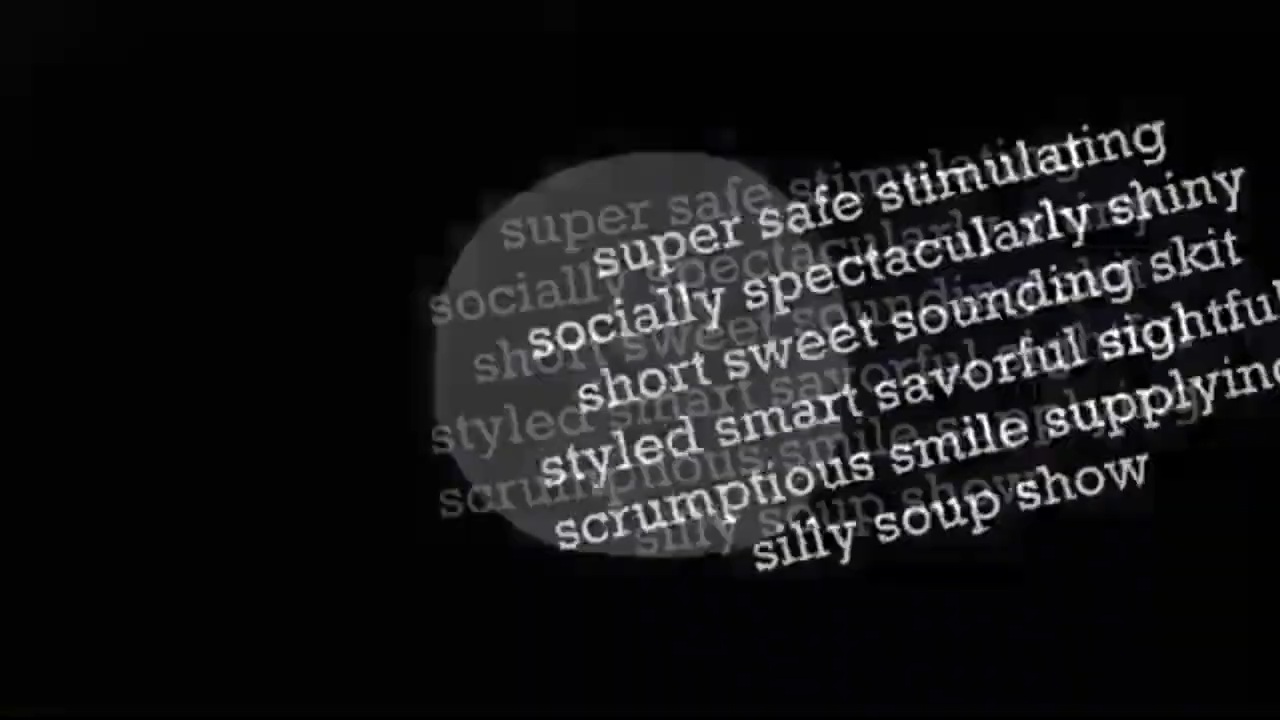 super safe stimulating
socially spectacularly shiny
short sweet sounding skit
styled smart savorful sightful
scrumptious smile supplying
silly soup show